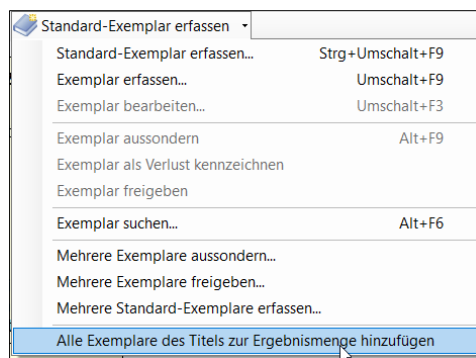 Standard-Exemplar erfassen
Standard-Exemplar erfassen... Strg+Umschalt+F9
Exemplar erfassen... Umschalt+F9
Exemplar bearbeiten... Umschalt+F3
Exemplar aussondern Alt+F9
Exemplar als Verlust kennzeichnen
Exemplar freigeben
Exemplar suchen... Alt+F6
Mehrere Exemplare aussondern...
Mehrere Exemplare freigeben...
Mehrere Standard-Exemplare erfassen...
Alle Exemplare des Titels zur Ergebnismenge hinzufügen